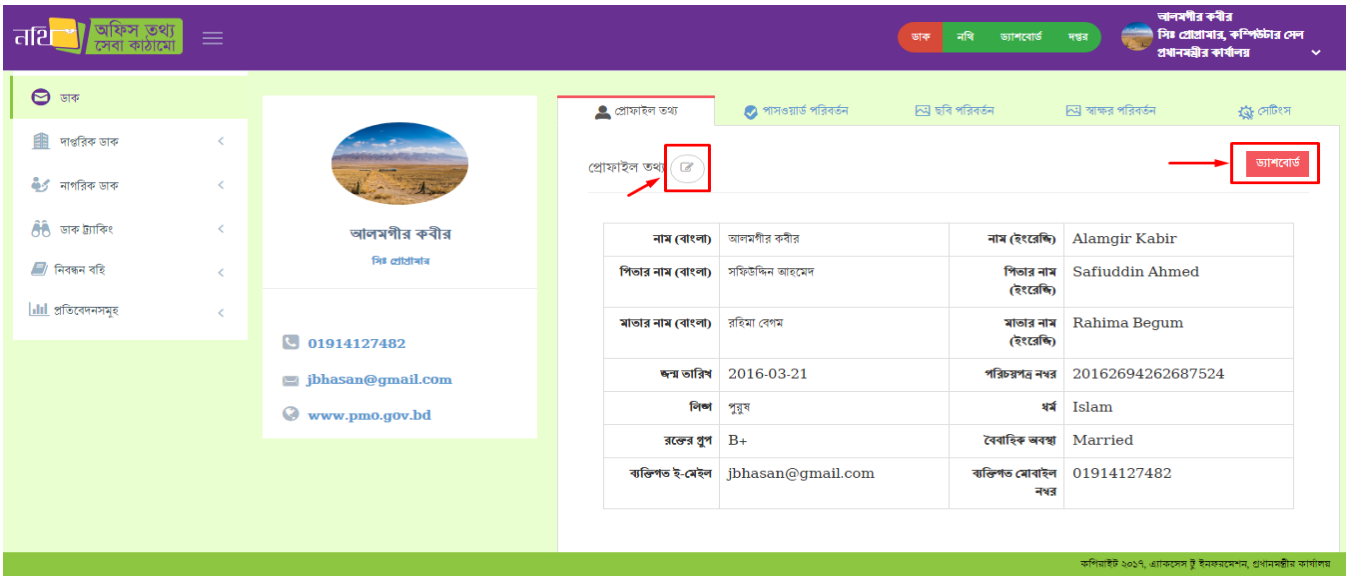 নথি অফিস তথ্য
সেবা কাঠামো
ডাক নথি ড্যাশবোর্ড দপ্তর
আলমগীর কবীর
সিঃ প্রোগ্রামার, কম্পিউটার সেল
প্রধানমন্ত্রীর কার্যালয়
ডাক
দাপ্তরিক ডাক
নাগরিক ডাক
ডাক ট্র্যাকিং
নিবন্ধন বহি
প্রতিবেদনসমূহ
আলমগীর কবীর
সিঃ প্রোগ্রামার
01914127482
jbhasan@gmail.com
www.pmo.gov.bd
প্রোফাইল তথ্য পাসওয়ার্ড পরিবর্তন ছবি পরিবর্তন স্বাক্ষর পরিবর্তন সেটিংস
প্রোফাইল তথ্য ড্যাশবোর্ড
নাম (বাংলা) আলমগীর কবীর নাম (ইংরেজি) Alamgir Kabir
পিতার নাম (বাংলা) সফিউদ্দিন আহমেদ পিতার নাম (ইংরেজি) Safiuddin Ahmed
মাতার নাম (বাংলা) রহিমা বেগম মাতার নাম (ইংরেজি) Rahima Begum
জন্ম তারিখ 2016-03-21 পরিচয়পত্র নম্বর 20162694262687524
লিঙ্গ পুরুষ ধর্ম Islam
রক্তের গ্রুপ B+ বৈবাহিক অবস্থা Married
ব্যক্তিগত ই-মেইল jbhasan@gmail.com ব্যক্তিগত মোবাইল নম্বর 01914127482
কপিরাইট ২০১৭, এ্যাকসেস টু ইনফরমেশন, প্রধানমন্ত্রীর কার্যালয়